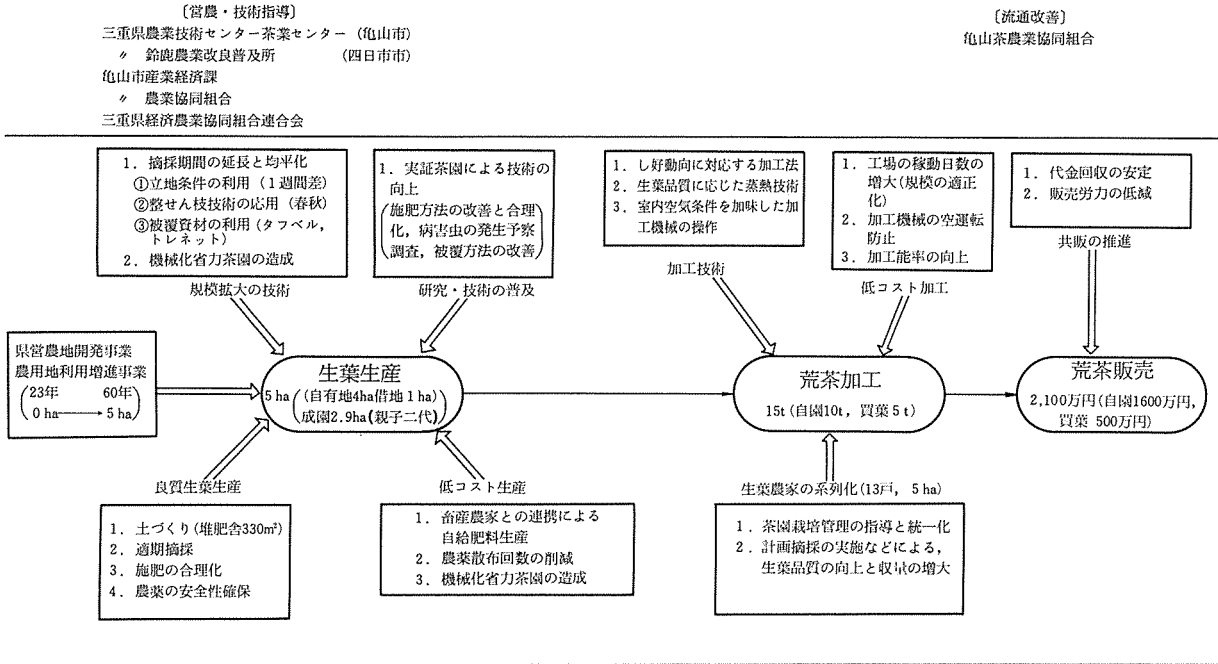 〔営農・技術指導〕
三重県農業技術センター茶業センター (亀山市)
〃 鈴鹿農業改良普及所 (四日市市)
亀山市産業経済課
〃 農業協同組合
三重県経済農業協同組合連合会
〔流通改善〕
亀山茶農業協同組合
1. 摘採期間の延長と均平化
①立地条件の利用 (1週間差)
②整せん枝技術の応用 (春秋)
③被覆資材の利用 (タフベル,
トレネット)
2. 機械化省力茶園の造成
規模拡大の技術
1. 実証茶園による技術の
向上
(施肥方法の改善と合理
化, 病害虫の発生予察
調査, 被覆方法の改善)
研究・技術の普及
1. し好動向に対応する加工法
2. 生葉品質に応じた蒸熱技術
3. 室内空気条件を加味した加
工機械の操作
加工技術
1. 工場の稼動日数の
増大(規模の適正
化)
2. 加工機械の空運転
防止
3. 加工能率の向上
低コスト加工
1. 代金回収の安定
2. 販売労力の低減
共販の推進
県営農地開発事業
農用地利用増進事業
(23年 60年
0 ha→5 ha)
生葉生産
5 ha((自有地4ha借地1ha)
成園2.9ha(親子二代))
荒茶加工
15t (自園10t, 買葉5t)
荒茶販売
2,100万円(自園1600万円,
買葉 500万円)
良質生葉生産
1. 土づくり(堆肥舎330㎡)
2. 適期摘採
3. 施肥の合理化
4. 農薬の安全性確保
低コスト生産
1. 畜産農家との連携による
自給肥料生産
2. 農薬散布回数の削減
3. 機械化省力茶園の造成
生葉農家の系列化(13戸, 5 ha)
1. 茶園栽培管理の指導と統一化
2. 計画摘採の実施などによる,
生葉品質の向上と収量の増大